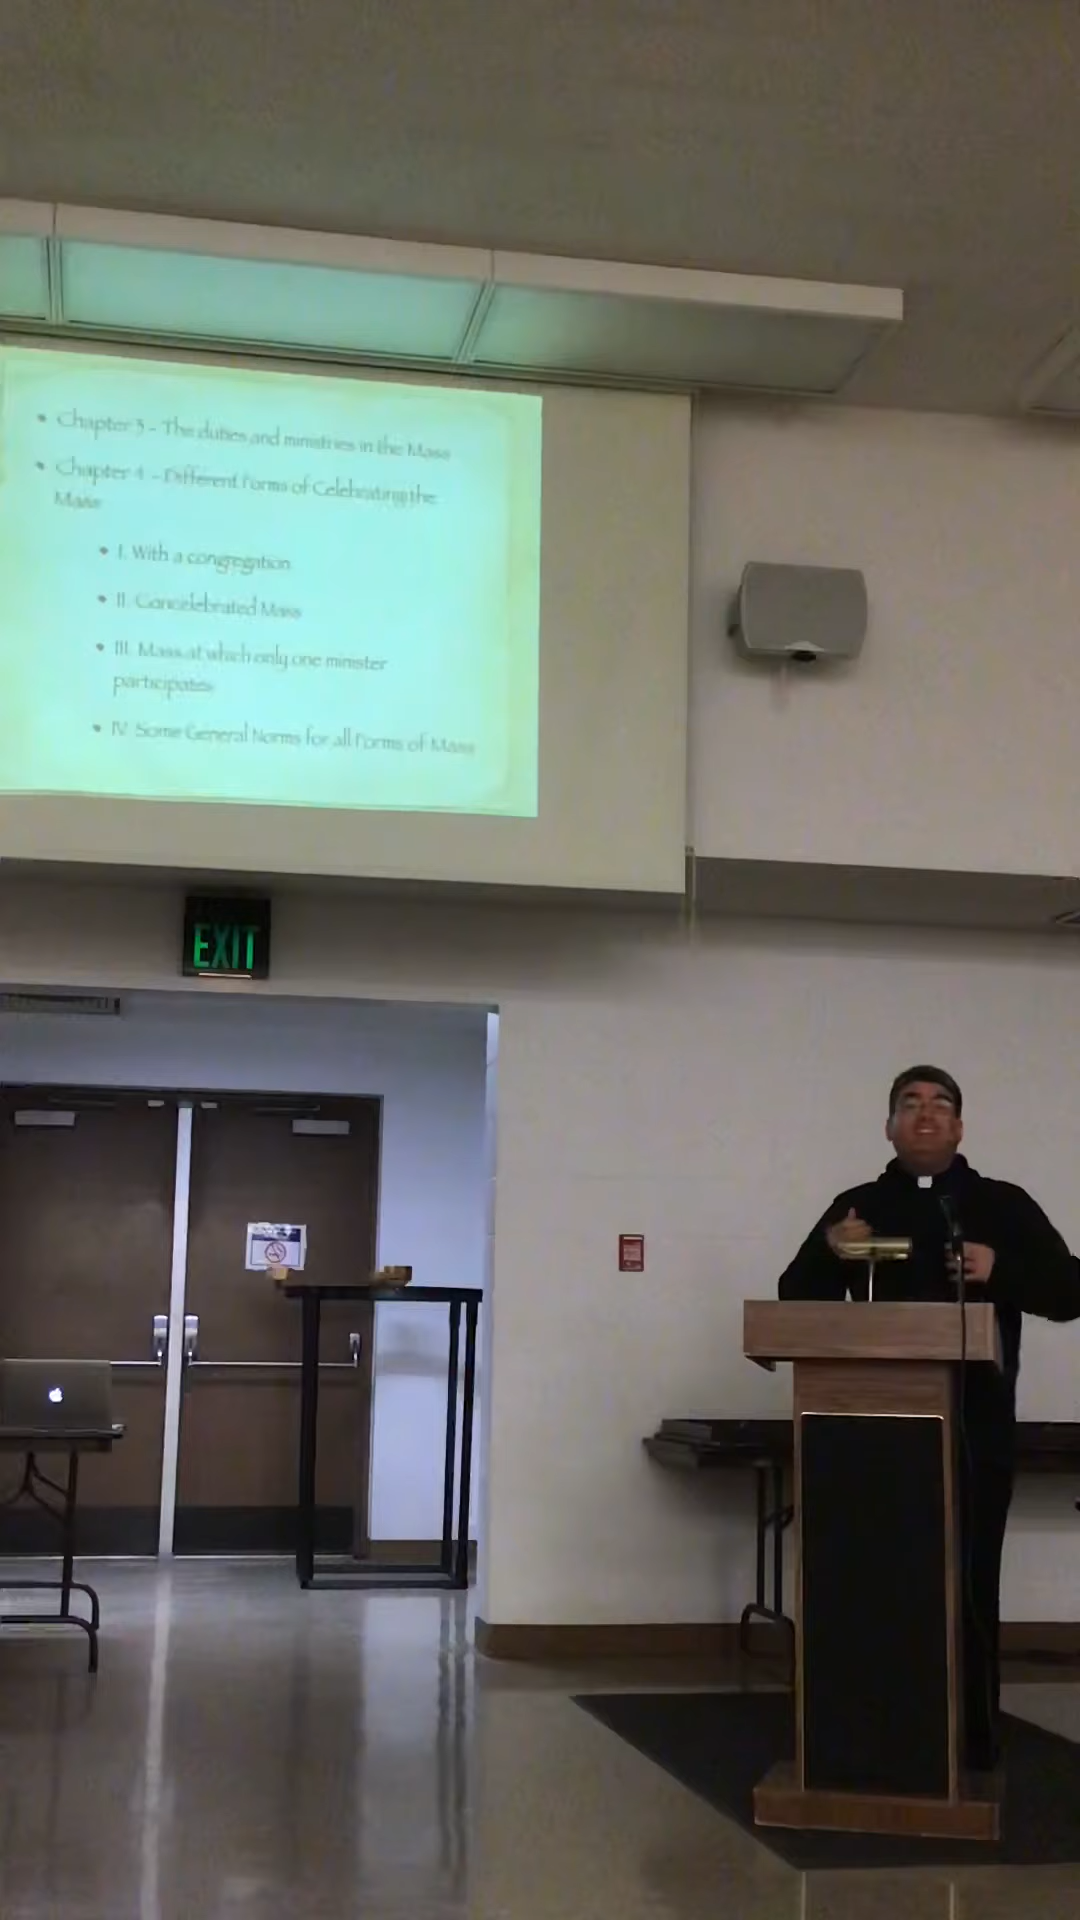 • Chapter 3 - The duties and ministries in the Mass
• Chapter 4 - Different Forms of Celebrating the
Mass
• I. With a congregation
• II. Concelebrated Mass
• III. Mass at which only one minister
participates
• IV. Some General Norms for all Forms of Mass
EXIT